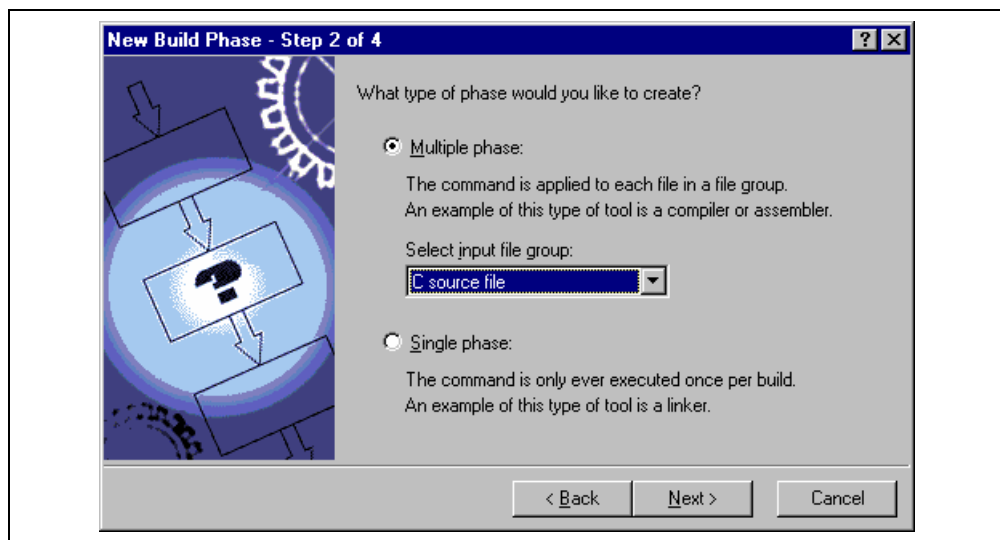 New Build Phase - Step 2 of 4
What type of phase would you like to create?
Multiple phase:
The command is applied to each file in a file group.
An example of this type of tool is a compiler or assembler.
Select input file group:
C source file
Single phase:
The command is only ever executed once per build.
An example of this type of tool is a linker.
< Back
Next >
Cancel